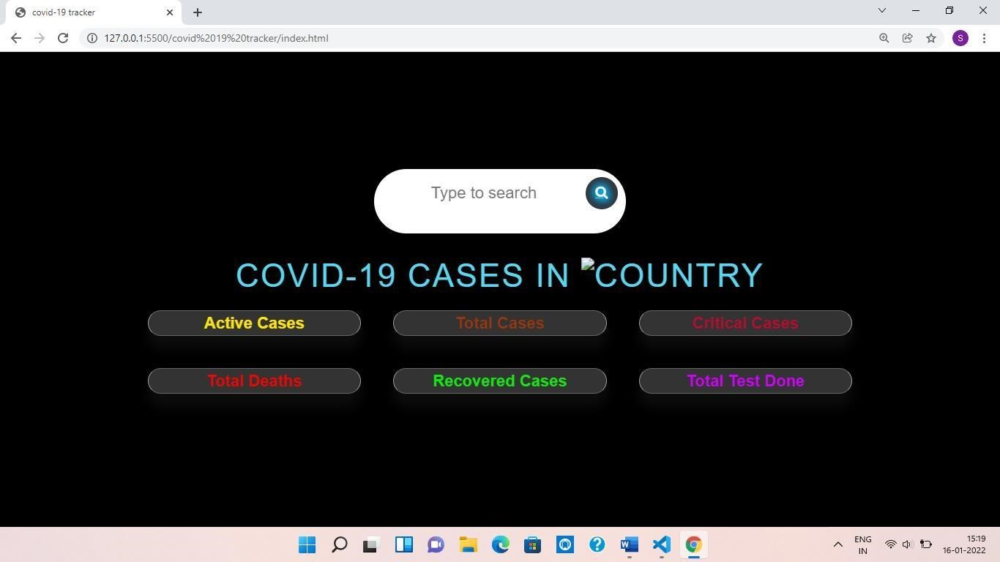 covid-19 tracker
127.0.0.1:5500/covid%2019%20tracker/index.html
S
Type to search
COVID-19 CASES IN COUNTRY
Active Cases Total Cases Critical Cases
Total Deaths Recovered Cases Total Test Done
ENG 15:19
IN 16-01-2022